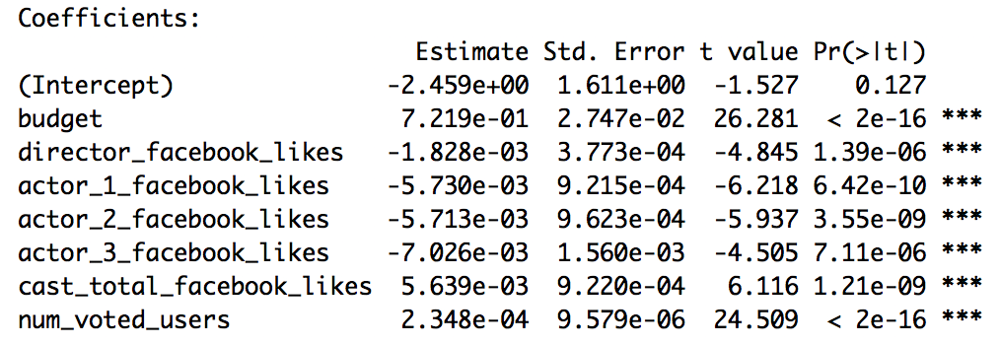 Coefficients:
Estimate Std. Error t value Pr(>|t|)
(Intercept) -2.459e+00 1.611e+00 -1.527 0.127
budget 7.219e-01 2.747e-02 26.281 < 2e-16 ***
director_facebook_likes -1.828e-03 3.773e-04 -4.845 1.39e-06 ***
actor_1_facebook_likes -5.730e-03 9.215e-04 -6.218 6.42e-10 ***
actor_2_facebook_likes -5.713e-03 9.623e-04 -5.937 3.55e-09 ***
actor_3_facebook_likes -7.026e-03 1.560e-03 -4.505 7.11e-06 ***
cast_total_facebook_likes 5.639e-03 9.220e-04 6.116 1.21e-09 ***
num_voted_users 2.348e-04 9.579e-06 24.509 < 2e-16 ***